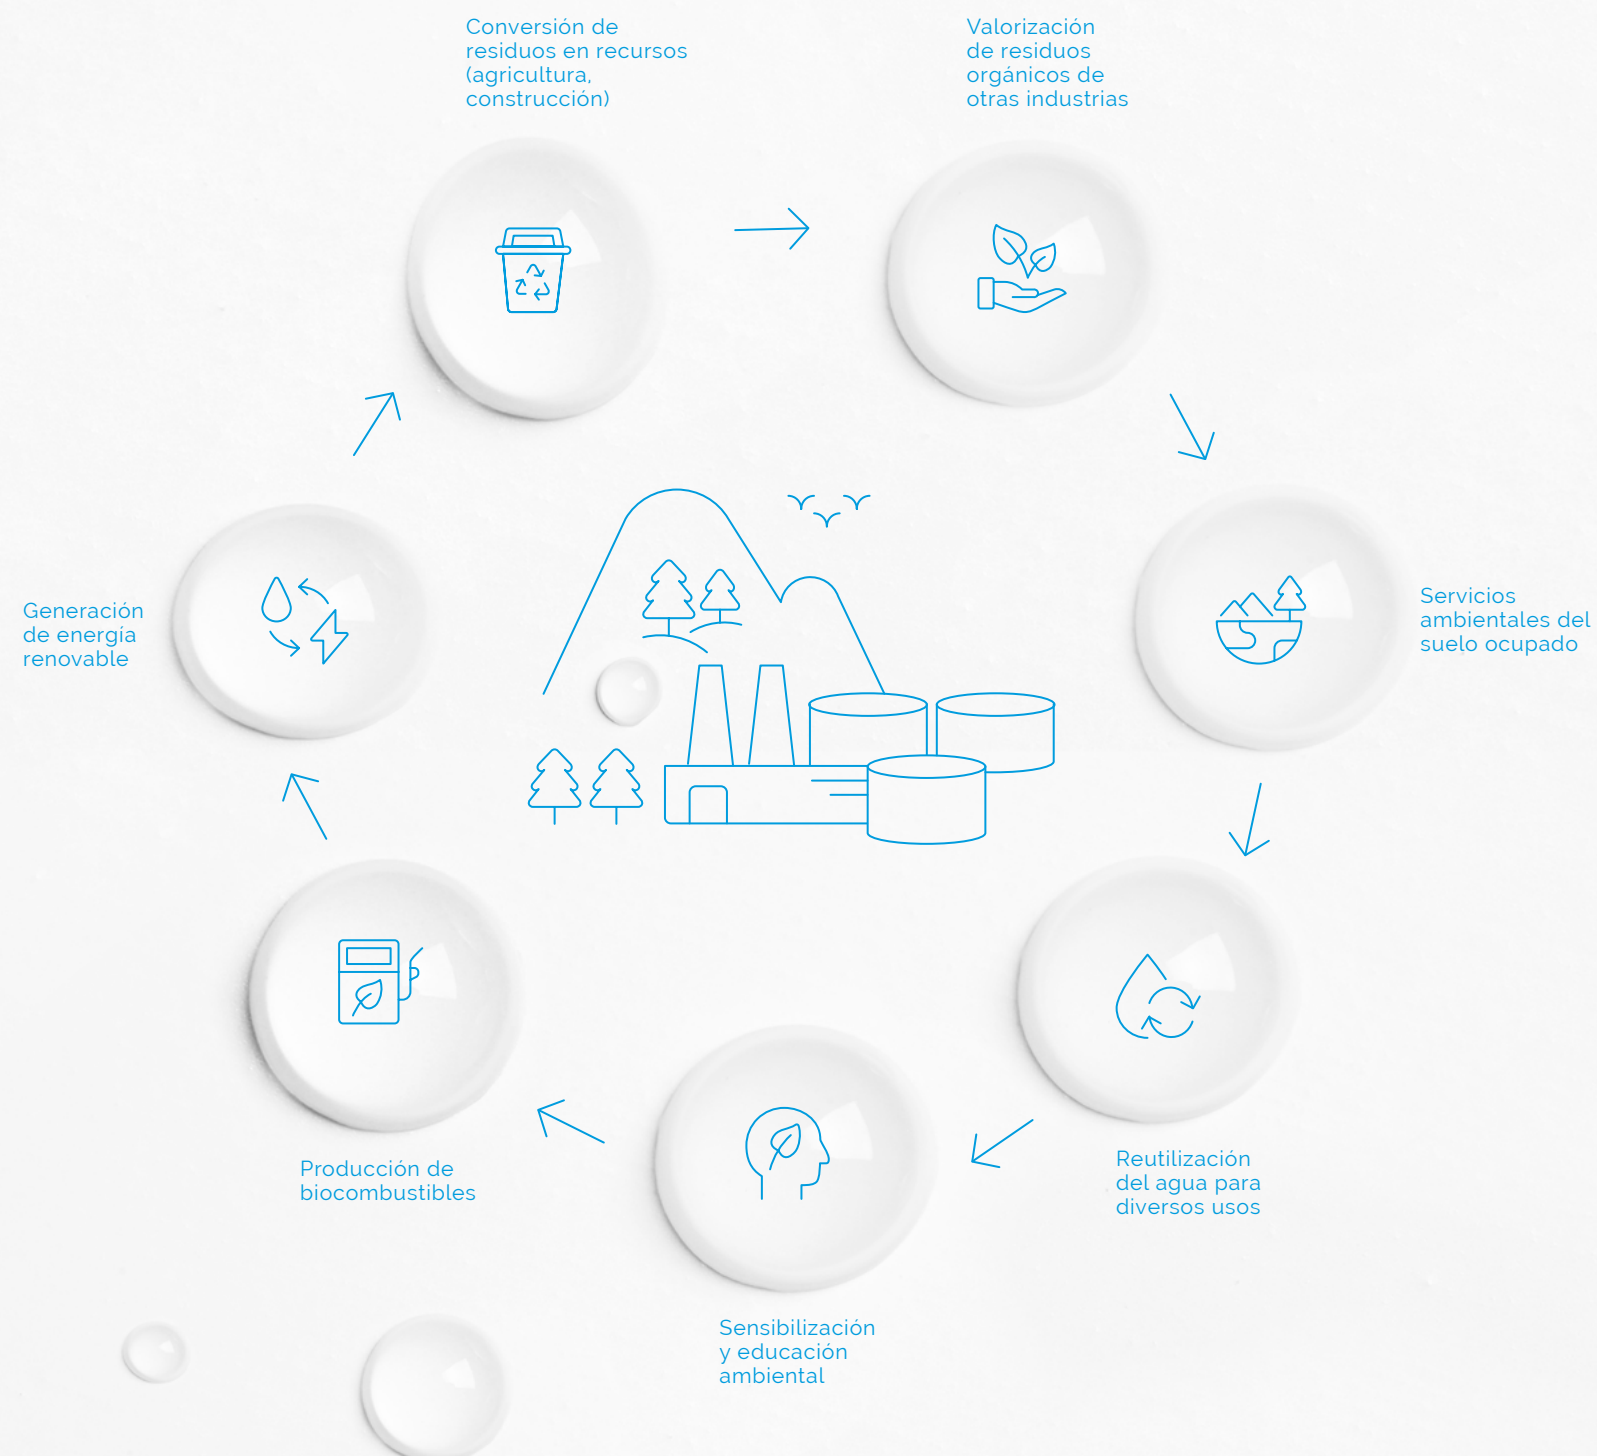 Conversión de
residuos en recursos
(agricultura,
construcción)
Valorización
de residuos
orgánicos de
otras industrias
Servicios
ambientales del
suelo ocupado
Reutilización
del agua para
diversos usos
Sensibilización
y educación
ambiental
Producción de
biocombustibles
Generación
de energía
renovable